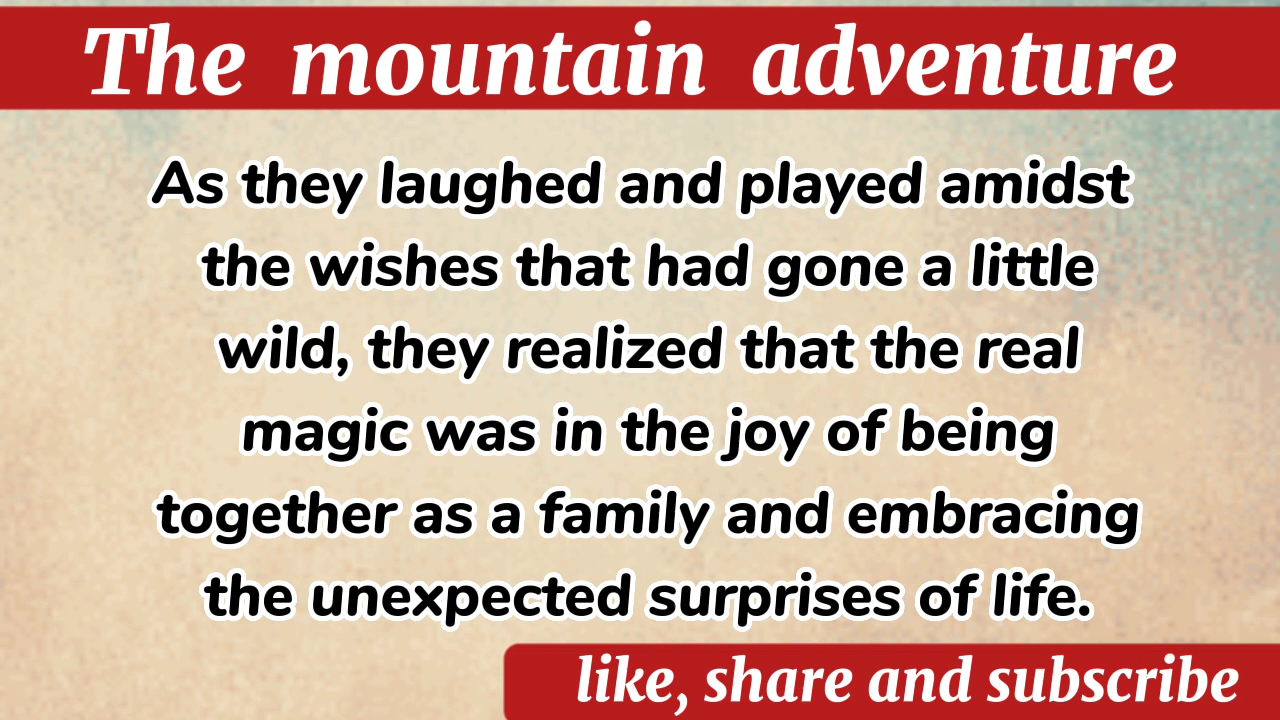 The mountain adventure
As they laughed and played amidst
the wishes that had gone a little
wild, they realized that the real
magic was in the joy of being
together as a family and embracing
the unexpected surprises of life.
like, share and subscribe